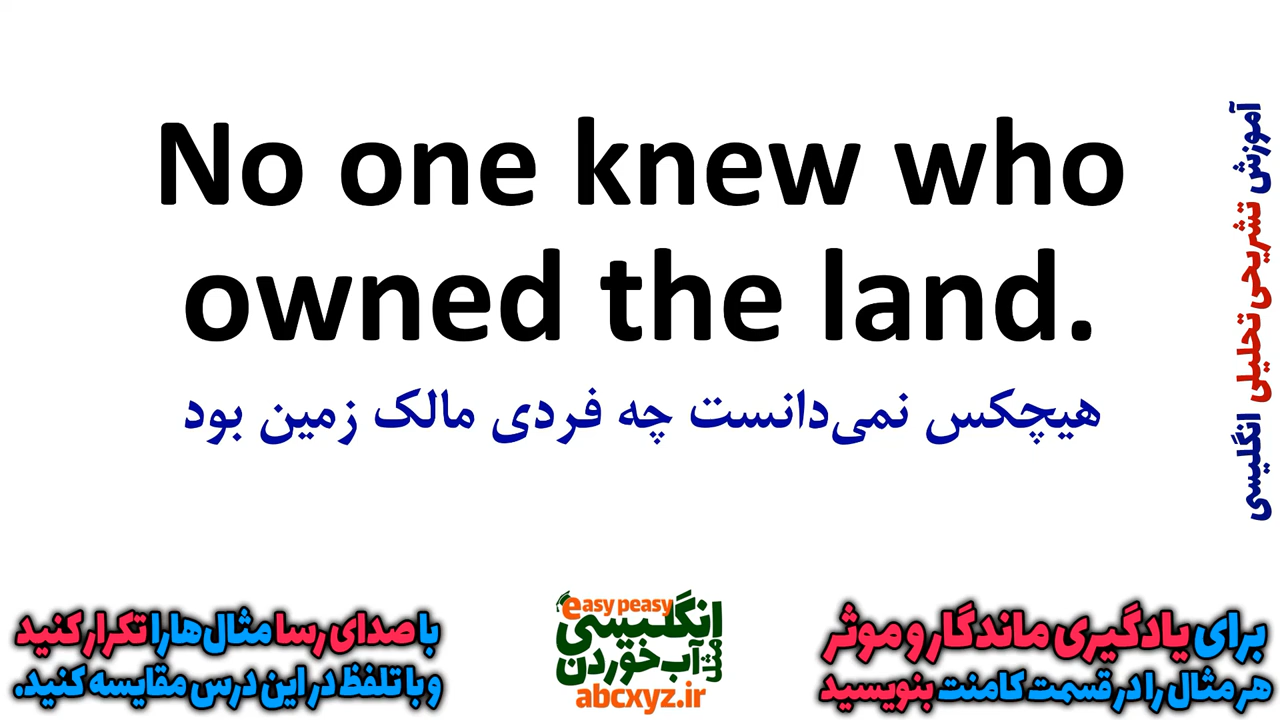 No one knew who
owned the land.
هیچکس نمی‌دانست چه فردی مالک زمین بود
آموزش تشریحی تحلیلی انگلیسی
برای یادگیری ماندگار و موثر
هر مثال را در قسمت کامنت بنویسید
easy peasy
انگلیسی
مثل
آب خوردن
abcxyz.ir
با صدای رسا مثال‌ها را تکرار کنید
و با تلفظ در این درس مقایسه کنید.